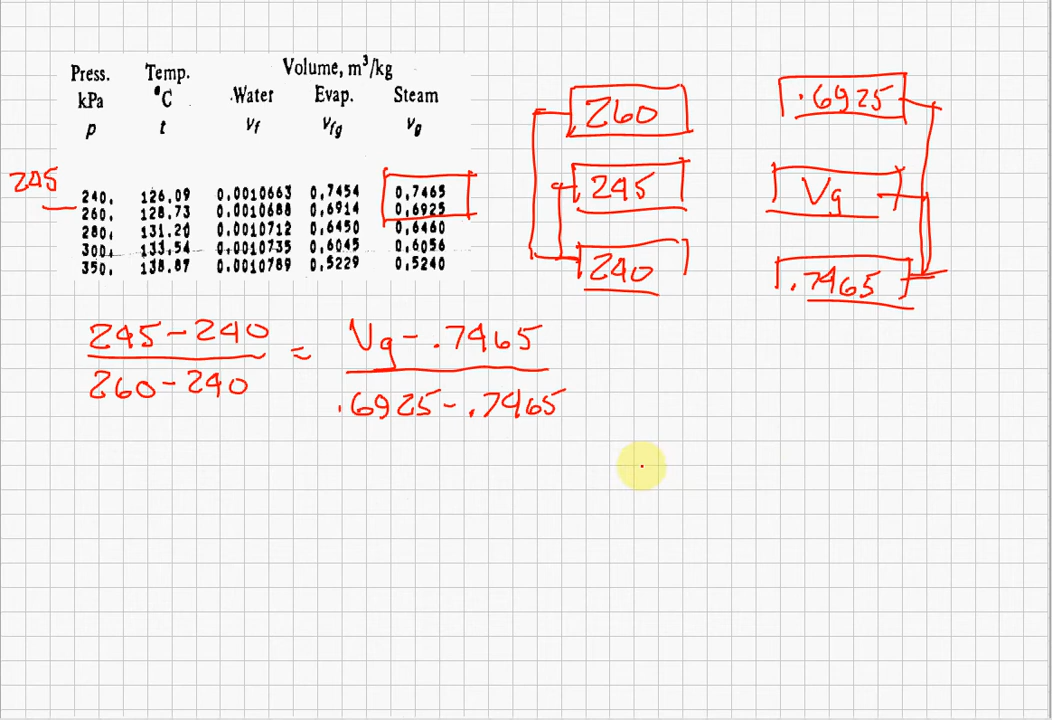 Press. Temp. Volume, m³/kg
kPa °C Water Evap. Steam
p t vf vfg vg
245
240. 126.09 0.0010663 0.7454 0.7465
260. 128.73 0.0010688 0.6914 0.6925
280. 131.20 0.0010712 0.6450 0.6460
300. 133.54 0.0010735 0.6045 0.6056
350. 138.87 0.0010789 0.5229 0.5240
260 .6925
245 Vg
240 .7465
245-240 = Vg-.7465
260-240 .6925-.7465